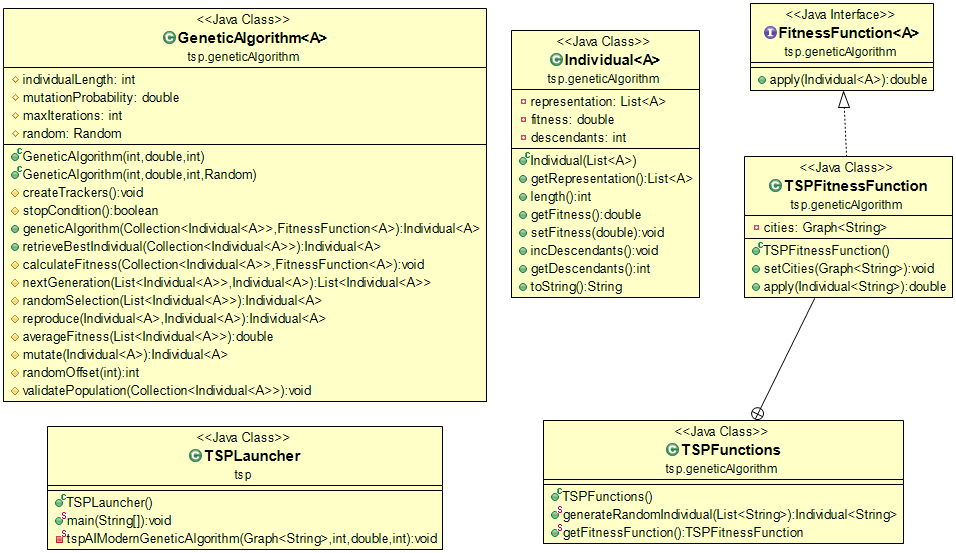 <<Java Class>>
GeneticAlgorithm<A>
tsp.geneticAlgorithm
individualLength: int
mutationProbability: double
maxIterations: int
random: Random
GeneticAlgorithm(int,double,int)
GeneticAlgorithm(int,double,int,Random)
createTrackers():void
stopCondition():boolean
geneticAlgorithm(Collection<Individual<A>>,FitnessFunction<A>):Individual<A>
retrieveBestIndividual(Collection<Individual<A>>):Individual<A>
calculateFitness(Collection<Individual<A>>,FitnessFunction<A>):void
nextGeneration(List<Individual<A>>,Individual<A>):List<Individual<A>>
randomSelection(List<Individual<A>>):Individual<A>
reproduce(Individual<A>,Individual<A>):Individual<A>
averageFitness(List<Individual<A>>):double
mutate(Individual<A>):Individual<A>
randomOffset(int):int
validatePopulation(Collection<Individual<A>>):void
<<Java Class>>
Individual<A>
tsp.geneticAlgorithm
representation: List<A>
fitness: double
descendants: int
Individual(List<A>)
getRepresentation():List<A>
length():int
getFitness():double
setFitness(double):void
incDescendants():void
getDescendants():int
toString():String
<<Java Interface>>
FitnessFunction<A>
tsp.geneticAlgorithm
apply(Individual<A>):double
<<Java Class>>
TSPFitnessFunction
tsp.geneticAlgorithm
cities: Graph<String>
TSPFitnessFunction()
setCities(Graph<String>):void
apply(Individual<String>):double
<<Java Class>>
TSPLauncher
tsp
TSPLauncher()
main(String[]):void
tspAIModernGeneticAlgorithm(Graph<String>,int,double,int):void
<<Java Class>>
TSPFunctions
tsp.geneticAlgorithm
TSPFunctions()
generateRandomIndividual(List<String>):Individual<String>
getFitnessFunction():TSPFitnessFunction